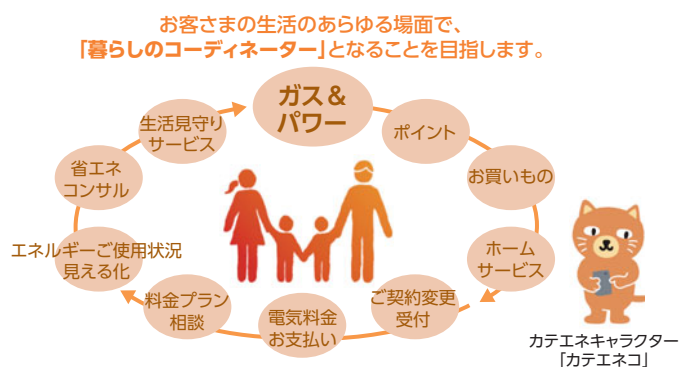 お客さまの生活のあらゆる場面で、
「暮らしのコーディネーター」となることを目指します。
ガス＆
パワー
ポイント
お買いもの
ホーム
サービス
ご契約変更
受付
電気料金
お支払い
料金プラン
相談
エネルギーご使用状況
見える化
省エネ
コンサル
生活見守り
サービス
カテエネキャラクター
「カテエネコ」